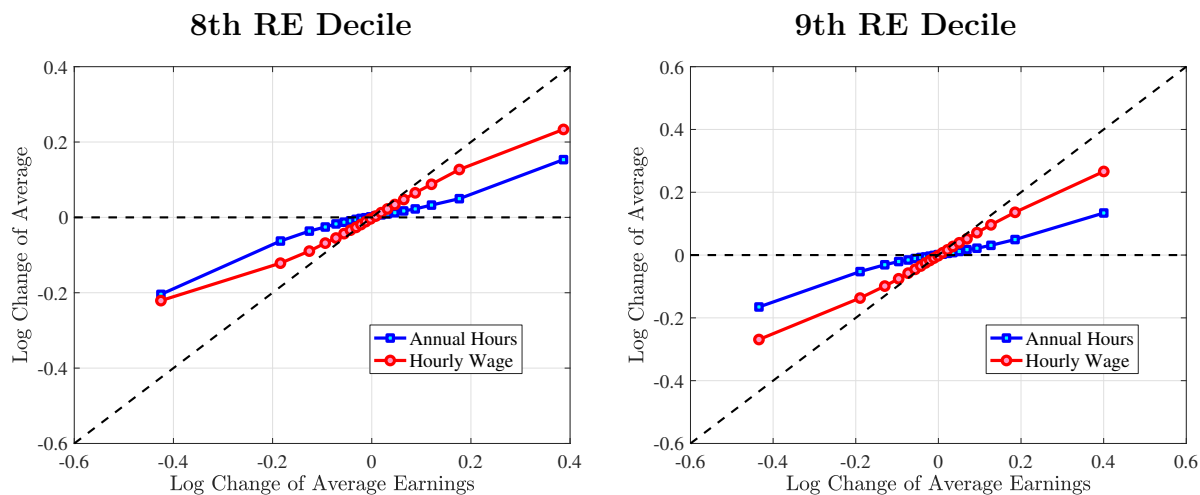 8th RE Decile
0.4
0.2
0
-0.2
-0.4
-0.6
-0.6
-0.4
-0.2
0
0.2
0.4
Log Change of Average
Log Change of Average Earnings
Annual Hours
Hourly Wage
9th RE Decile
0.6
0.4
0.2
0
-0.2
-0.4
-0.6
-0.6
-0.4
-0.2
0
0.2
0.4
0.6
Log Change of Average
Log Change of Average Earnings
Annual Hours
Hourly Wage